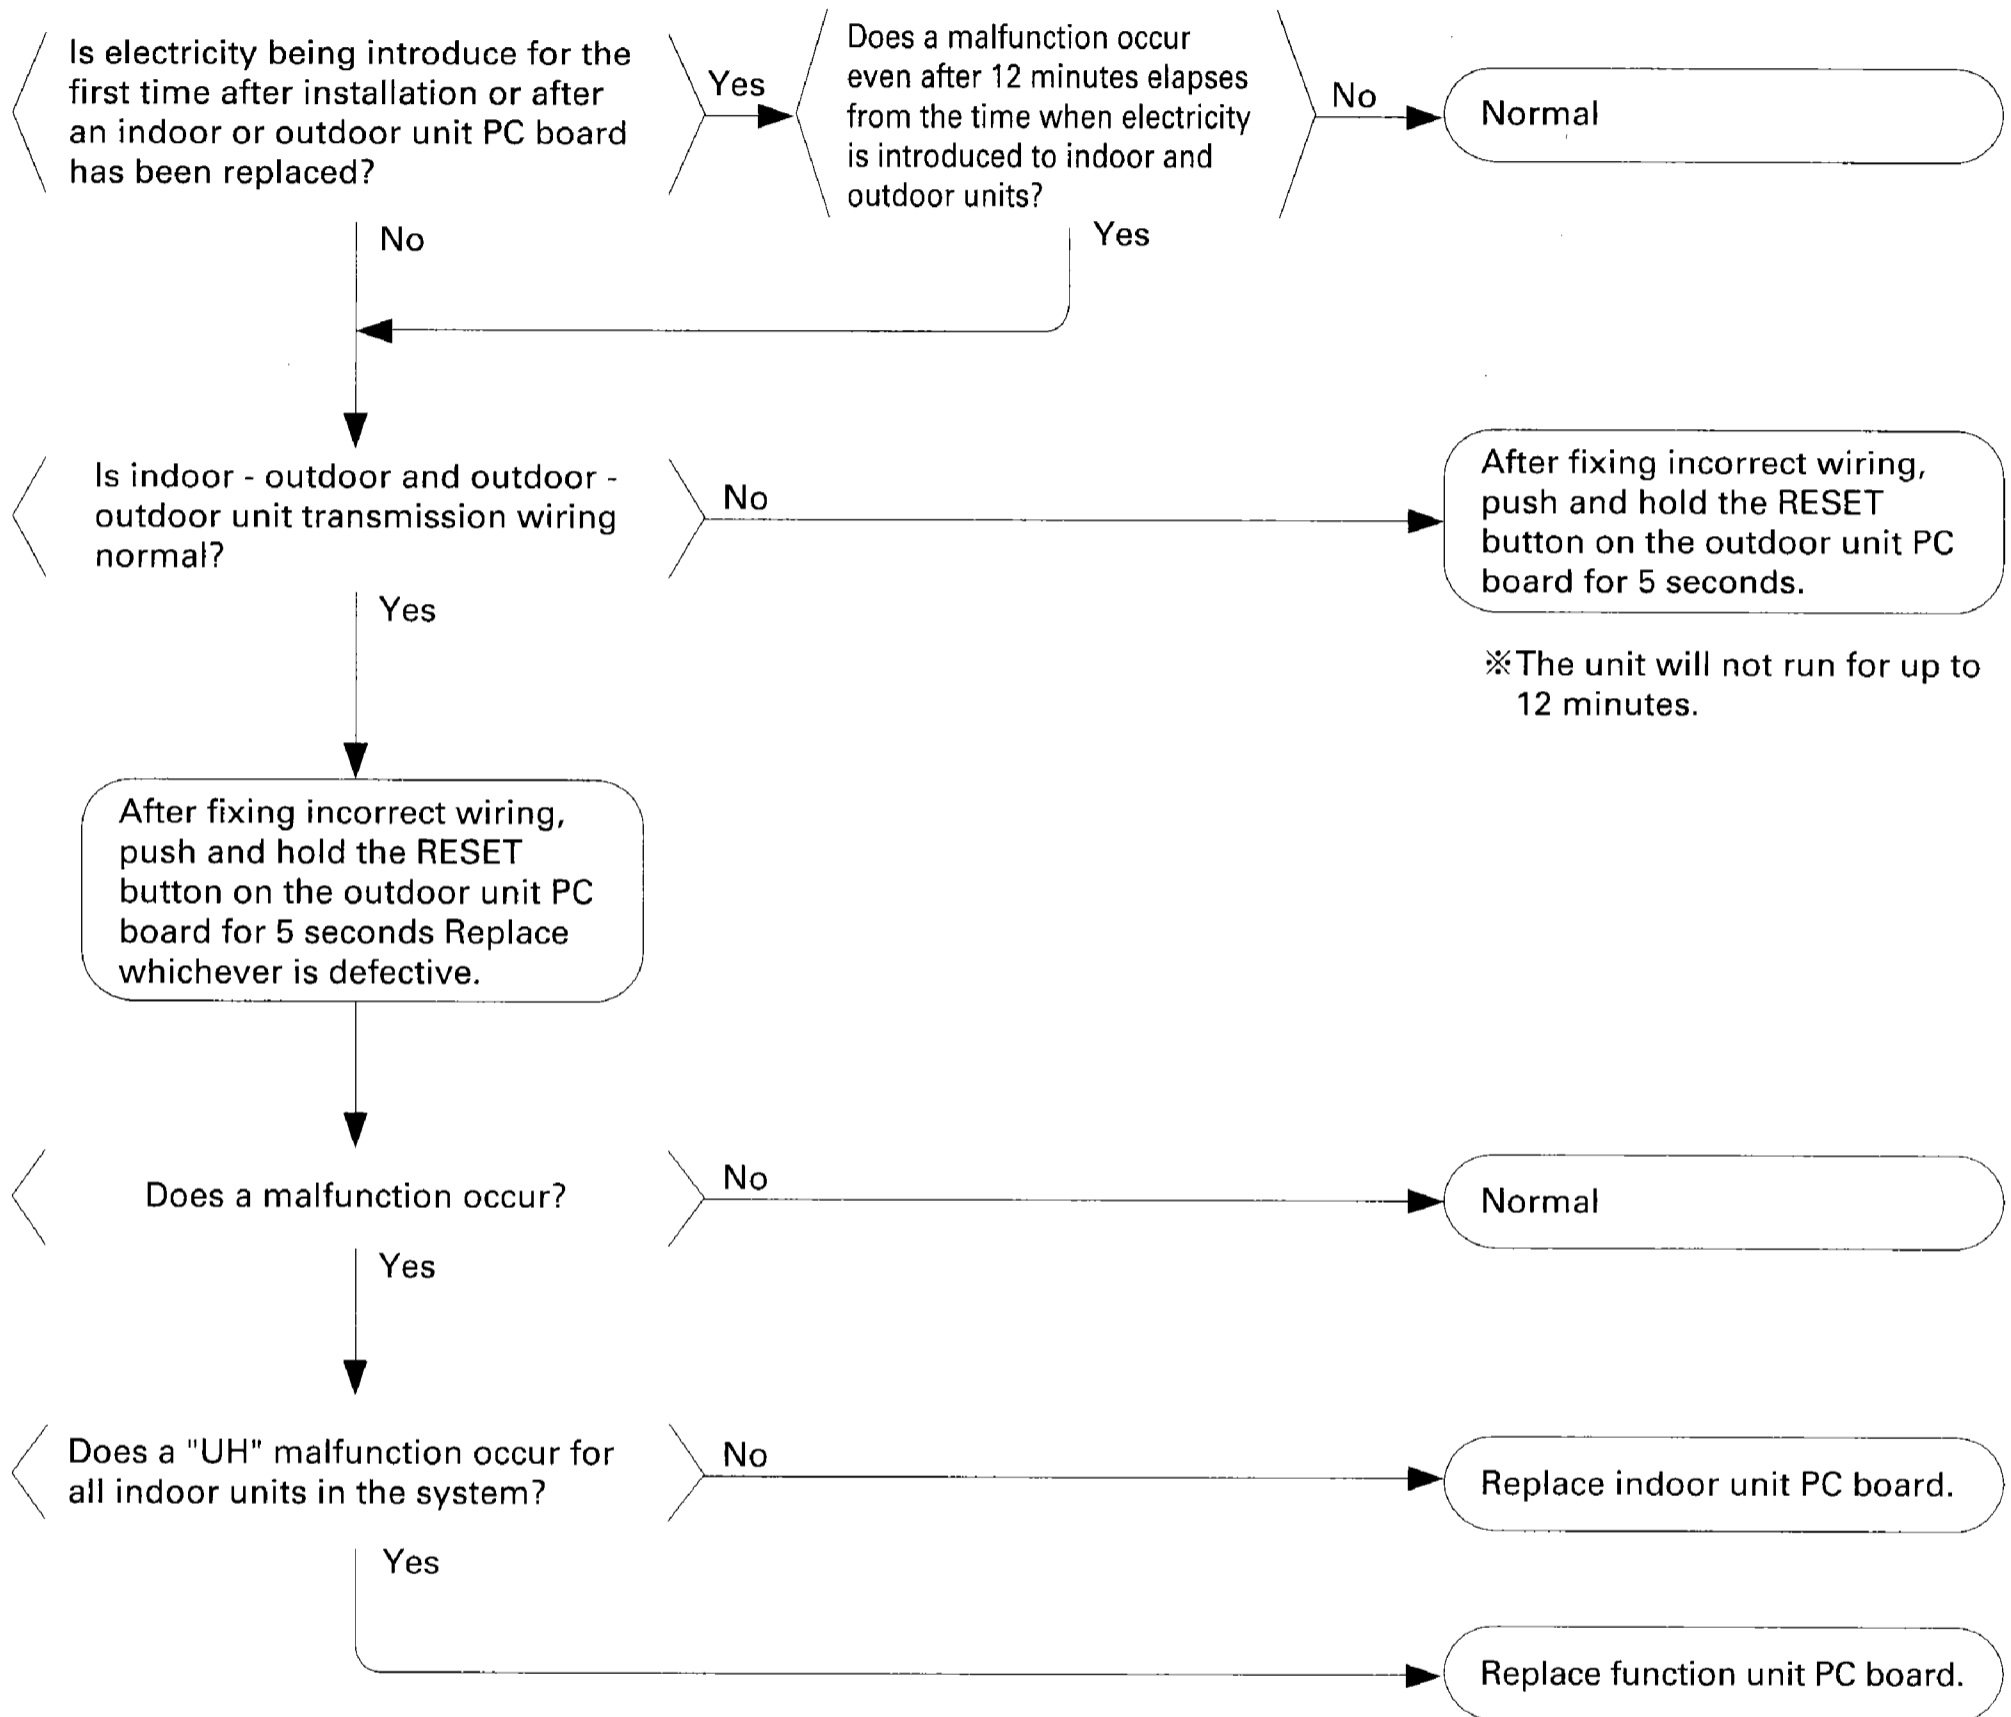 Is electricity being introduce for the
first time after installation or after
an indoor or outdoor unit PC board
has been replaced?
Yes
Does a malfunction occur
even after 12 minutes elapses
from the time when electricity
is introduced to indoor and
outdoor units?
No
Normal
No
Yes
Is indoor - outdoor and outdoor -
outdoor unit transmission wiring
normal?
No
After fixing incorrect wiring,
push and hold the RESET
button on the outdoor unit PC
board for 5 seconds.
※The unit will not run for up to
12 minutes.
Yes
After fixing incorrect wiring,
push and hold the RESET
button on the outdoor unit PC
board for 5 seconds Replace
whichever is defective.
Does a malfunction occur?
No
Normal
Yes
Does a "UH" malfunction occur for
all indoor units in the system?
No
Replace indoor unit PC board.
Yes
Replace function unit PC board.